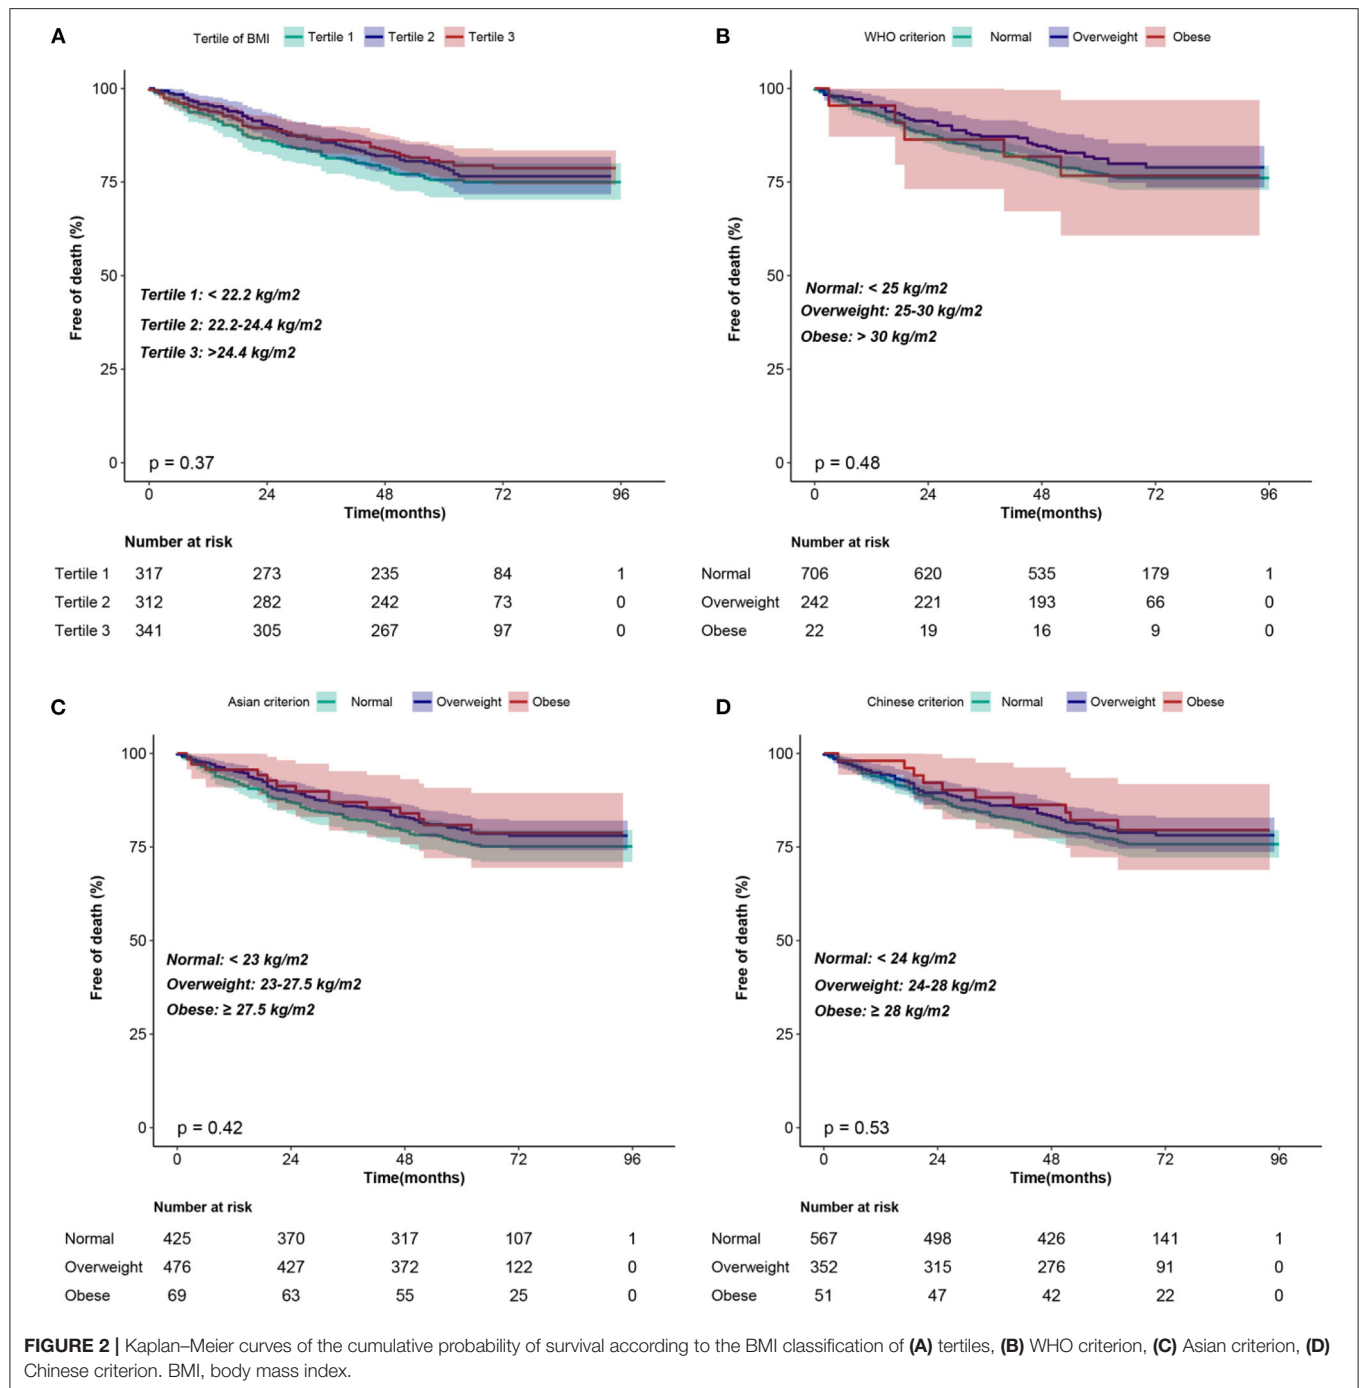 A
Tertile of BMI Tertile 1 Tertile 2 Tertile 3
100
75
50
25
0
Free of death (%)
Tertile 1: < 22.2 kg/m2
Tertile 2: 22.2-24.4 kg/m2
Tertile 3: >24.4 kg/m2
p = 0.37
0 24 48 72 96
Time(months)
Number at risk
Tertile 1 317 273 235 84 1
Tertile 2 312 282 242 73 0
Tertile 3 341 305 267 97 0
B
WHO criterion Normal Overweight Obese
100
75
50
25
0
Free of death (%)
Normal: < 25 kg/m2
Overweight: 25-30 kg/m2
Obese: > 30 kg/m2
p = 0.48
0 24 48 72 96
Time(months)
Number at risk
Normal 706 620 535 179 1
Overweight 242 221 193 66 0
Obese 22 19 16 9 0
C
Asian criterion Normal Overweight Obese
100
75
50
25
0
Free of death (%)
Normal: < 23 kg/m2
Overweight: 23-27.5 kg/m2
Obese: ≥ 27.5 kg/m2
p = 0.42
0 24 48 72 96
Time(months)
Number at risk
Normal 425 370 317 107 1
Overweight 476 427 372 122 0
Obese 69 63 55 25 0
D
Chinese criterion Normal Overweight Obese
100
75
50
25
0
Free of death (%)
Normal: < 24 kg/m2
Overweight: 24-28 kg/m2
Obese: ≥ 28 kg/m2
p = 0.53
0 24 48 72 96
Time(months)
Number at risk
Normal 567 498 426 141 1
Overweight 352 315 276 91 0
Obese 51 47 42 22 0
FIGURE 2 | Kaplan–Meier curves of the cumulative probability of survival according to the BMI classification of (A) tertiles, (B) WHO criterion, (C) Asian criterion, (D)
Chinese criterion. BMI, body mass index.